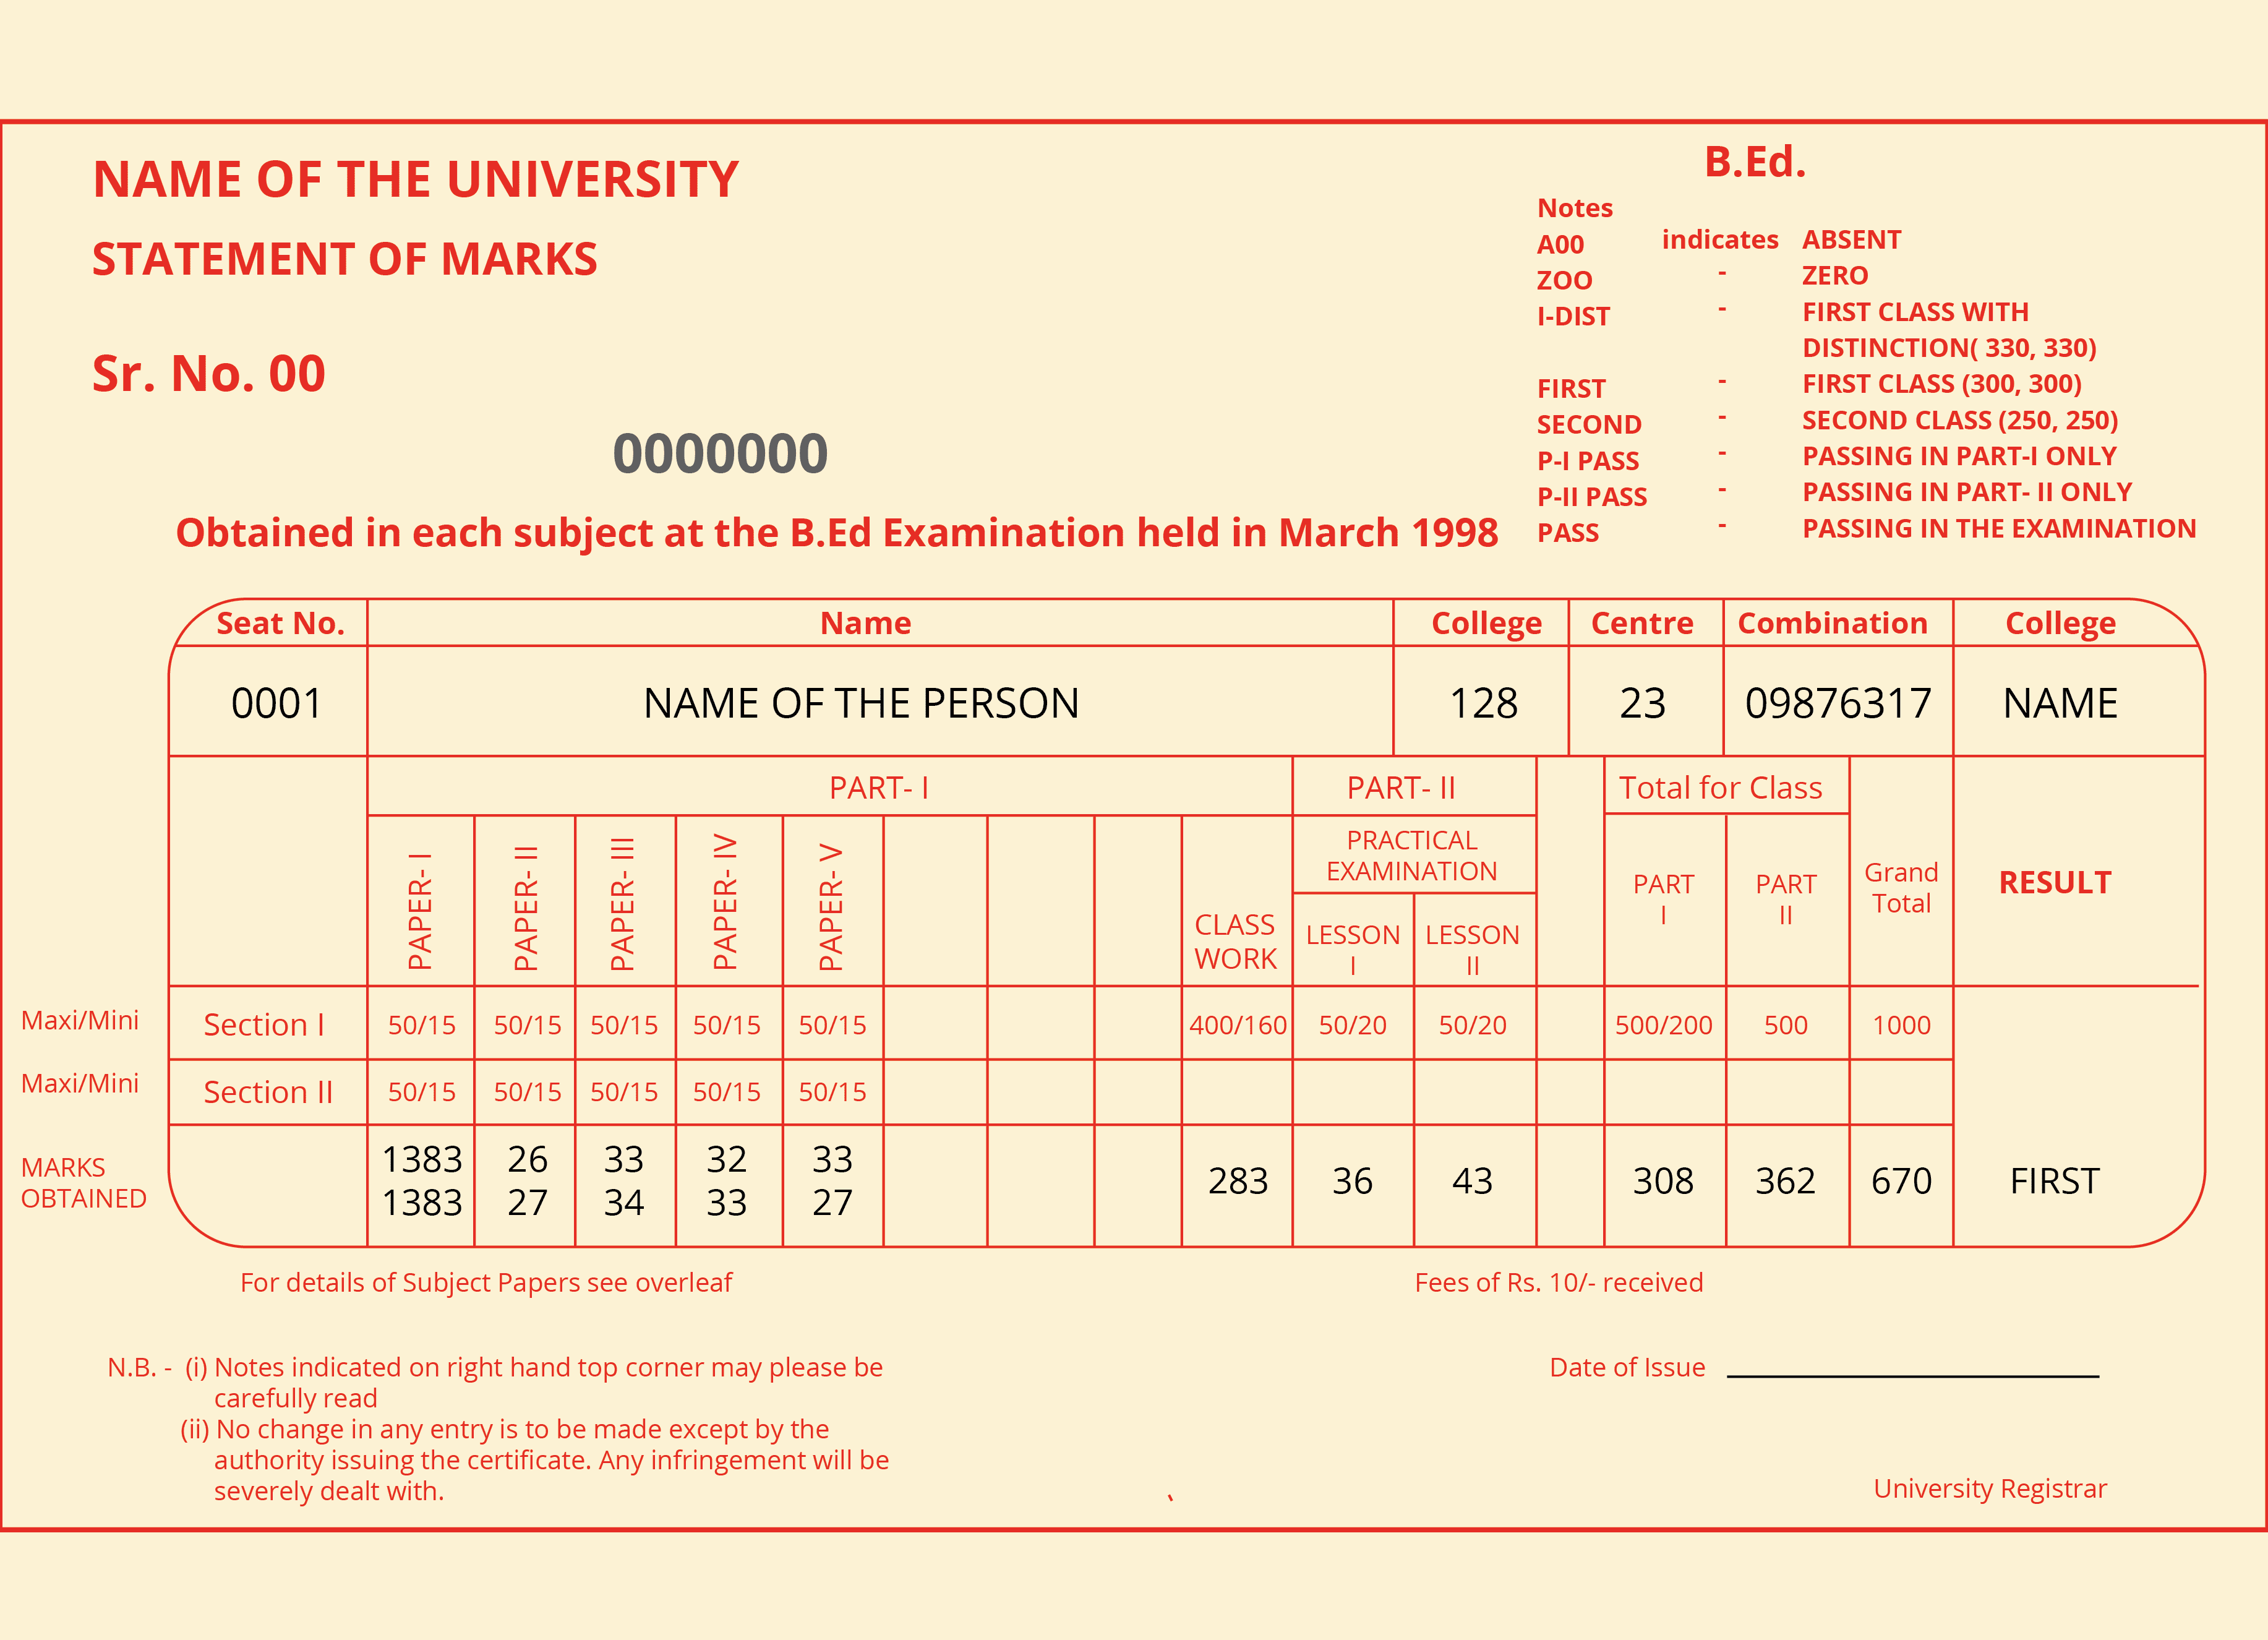 NAME OF THE UNIVERSITY
STATEMENT OF MARKS
Sr. No. 00
0000000
Obtained in each subject at the B.Ed Examination held in March 1998
B.Ed.
Notes
A00 indicates ABSENT
ZOO - ZERO
I-DIST - FIRST CLASS WITH
DISTINCTION( 330, 330)
FIRST - FIRST CLASS (300, 300)
SECOND - SECOND CLASS (250, 250)
P-I PASS - PASSING IN PART-I ONLY
P-II PASS - PASSING IN PART- II ONLY
PASS - PASSING IN THE EXAMINATION
Seat No. Name College Centre Combination College
0001 NAME OF THE PERSON 128 23 09876317 NAME
PART- I PART- II Total for Class
PAPER- I PAPER- II PAPER- III PAPER- IV PAPER- V
CLASS
WORK
PRACTICAL
EXAMINATION
LESSON
I
LESSON
II
PART
I
PART
II
Grand
Total
RESULT
Maxi/Mini Section I 50/15 50/15 50/15 50/15 50/15 400/160 50/20 50/20 500/200 500 1000
Maxi/Mini Section II 50/15 50/15 50/15 50/15 50/15
MARKS
OBTAINED
1383 26 33 32 33
1383 27 34 33 27
283 36 43 308 362 670 FIRST
For details of Subject Papers see overleaf
Fees of Rs. 10/- received
N.B. - (i) Notes indicated on right hand top corner may please be
carefully read
(ii) No change in any entry is to be made except by the
authority issuing the certificate. Any infringement will be
severely dealt with.
Date of Issue
University Registrar